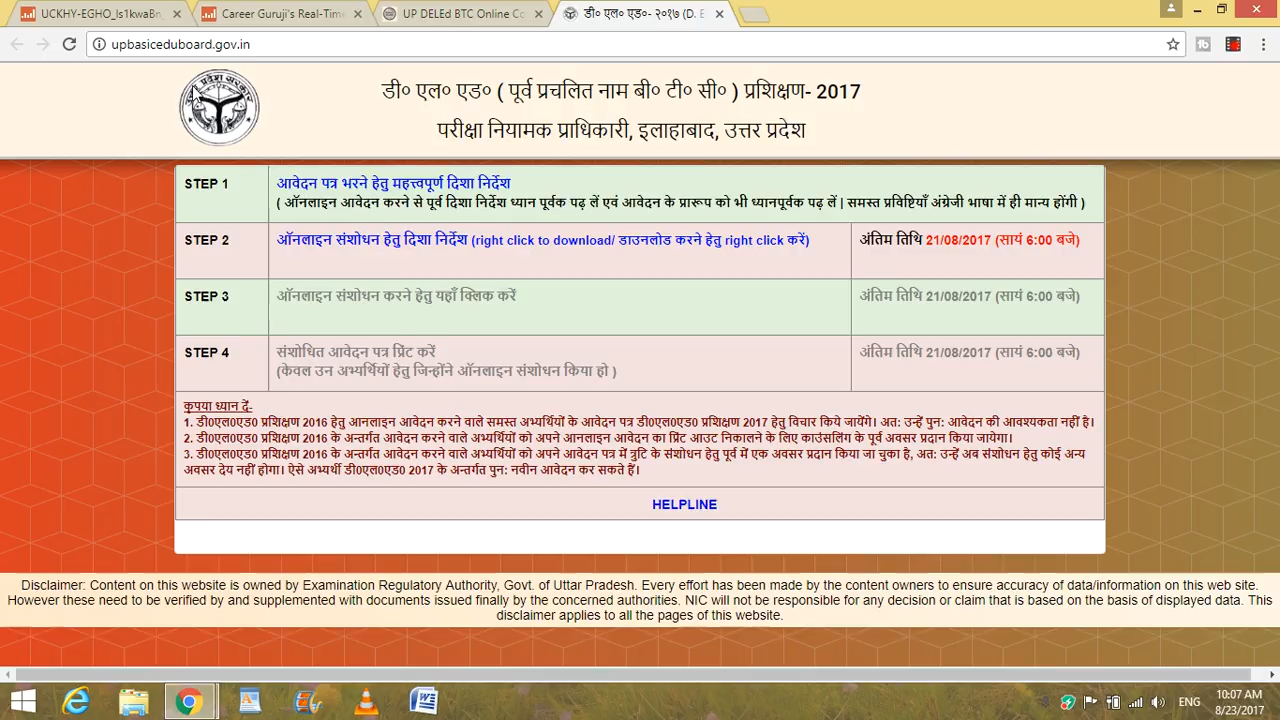 UCKHY-EGHO_Is1kwaBn
Career Guruji's Real-Time
UP DELEd BTC Online Co
डी० एल० एड०- २०१७ (D. E
upbasiceduboard.gov.in
डी० एल० एड० ( पूर्व प्रचलित नाम बी० टी० सी० ) प्रशिक्षण- 2017
परीक्षा नियामक प्राधिकारी, इलाहाबाद, उत्तर प्रदेश
STEP 1
आवेदन पत्र भरने हेतु महत्त्वपूर्ण दिशा निर्देश
( ऑनलाइन आवेदन करने से पूर्व दिशा निर्देश ध्यान पूर्वक पढ़ लें एवं आवेदन के प्रारूप को भी ध्यानपूर्वक पढ़ लें | समस्त प्रविष्टियाँ अंग्रेजी भाषा में ही मान्य होंगी )
STEP 2 ऑनलाइन संशोधन हेतु दिशा निर्देश (right click to download/ डाउनलोड करने हेतु right click करें) अंतिम तिथि 21/08/2017 (सायं 6:00 बजे)
STEP 3 ऑनलाइन संशोधन करने हेतु यहाँ क्लिक करें अंतिम तिथि 21/08/2017 (सायं 6:00 बजे)
STEP 4 संशोधित आवेदन पत्र प्रिंट करें अंतिम तिथि 21/08/2017 (सायं 6:00 बजे)
(केवल उन अभ्यर्थियों हेतु जिन्होंने ऑनलाइन संशोधन किया हो )
कृपया ध्यान दें-
1. डी0एल0एड0 प्रशिक्षण 2016 हेतु आनलाइन आवेदन करने वाले समस्त अभ्यर्थियों के आवेदन पत्र डी0एल0एड0 प्रशिक्षण 2017 हेतु विचार किये जायेंगे। अत: उन्हें पुन: आवेदन की आवश्यकता नहीं है।
2. डी0एल0एड0 प्रशिक्षण 2016 के अन्तर्गत आवेदन करने वाले अभ्यर्थियों को अपने आनलाइन आवेदन का प्रिंट आउट निकालने के लिए काउंसलिंग के पूर्व अवसर प्रदान किया जायेगा।
3. डी0एल0एड0 प्रशिक्षण 2016 के अन्तर्गत आवेदन करने वाले अभ्यर्थियों को अपने आवेदन पत्र में त्रुटि के संशोधन हेतु पूर्व में एक अवसर प्रदान किया जा चुका है, अत: उन्हें अब संशोधन हेतु कोई अन्य
अवसर देय नहीं होगा। ऐसे अभ्यर्थी डी0एल0एड0 2017 के अन्तर्गत पुन: नवीन आवेदन कर सकते हैं।
HELPLINE
Disclaimer: Content on this website is owned by Examination Regulatory Authority, Govt. of Uttar Pradesh. Every effort has been made by the content owners to ensure accuracy of data/information on this web site.
However these need to be verified by and supplemented with documents issued finally by the concerned authorities. NIC will not be responsible for any decision or claim that is based on the basis of displayed data. This
disclaimer applies to all the pages of this website.
ENG
10:07 AM
8/23/2017